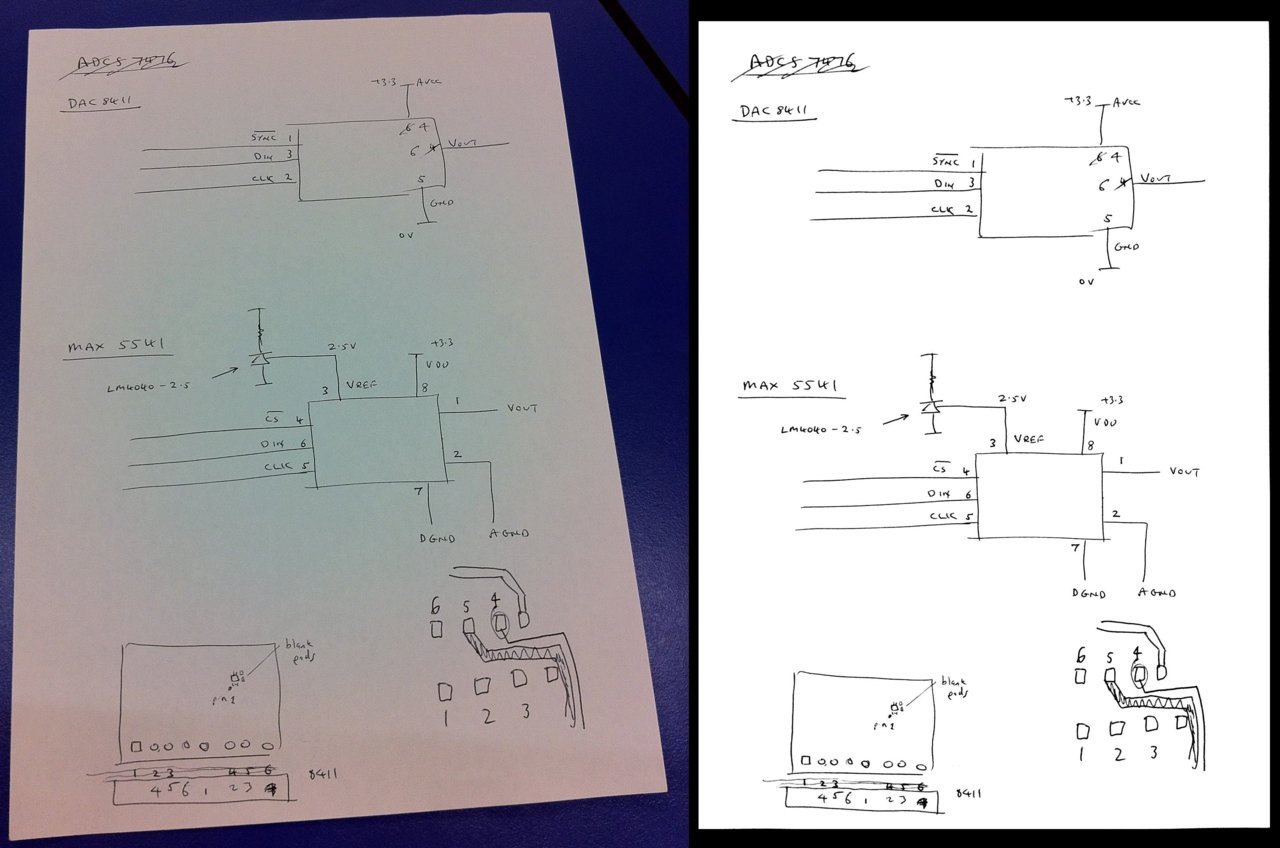 ADCS 7476
DAC 8411
+3.3 AVCC
SYNC 1
DIN 3
CLK 2
6 4
6 4 VOUT
5
GND
0V
MAX 5541
LM4040-2.5
2.5V
+3.3
VDD
3 VREF
8
1 VOUT
CS 4
DIN 6
CLK 5
2
7
DGND
AGND
6 5 4
1 2 3
blank pads
pin 1
1 2 3 4 5 6
4 5 6 1 2 3
8411
ADCS 7476
DAC 8411
+3.3 AVCC
SYNC 1
DIN 3
CLK 2
6 4
6 4 VOUT
5
GND
0V
MAX 5541
LM4040-2.5
2.5V
+3.3
VDD
3 VREF
8
1 VOUT
CS 4
DIN 6
CLK 5
2
7
DGND
AGND
6 5 4
1 2 3
blank pads
pin 1
1 2 3 4 5 6
4 5 6 1 2 3
8411